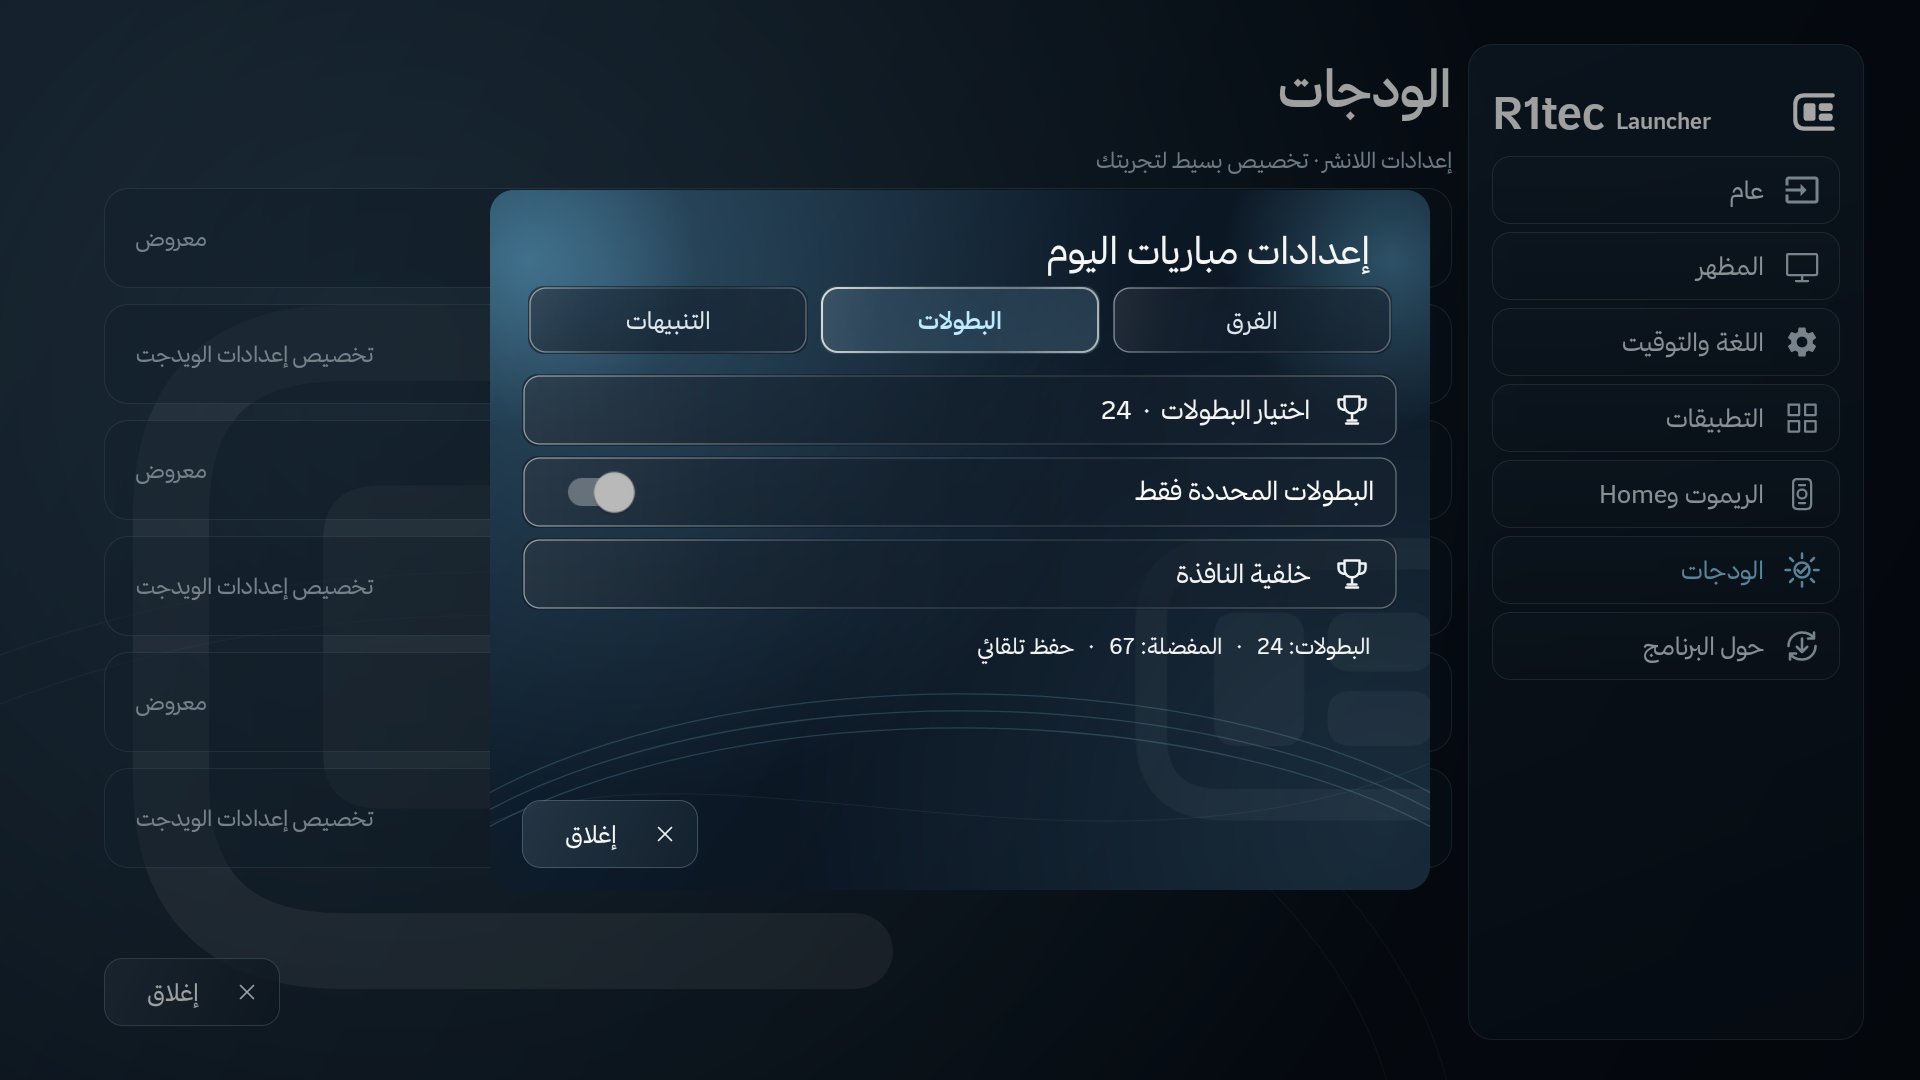 R1tec Launcher
عام
المظهر
اللغة والتوقيت
التطبيقات
الريموت وHome
الودجات
حول البرنامج
الودجات
إعدادات اللانشر · تخصيص بسيط لتجربتك
معروض
تخصيص إعدادات الويدجت
معروض
تخصيص إعدادات الويدجت
معروض
تخصيص إعدادات الويدجت
إغلاق
إعدادات مباريات اليوم
الفرق
البطولات
التنبيهات
اختيار البطولات · 24
البطولات المحددة فقط
خلفية النافذة
البطولات: 24 · المفضلة: 67 · حفظ تلقائي
إغلاق